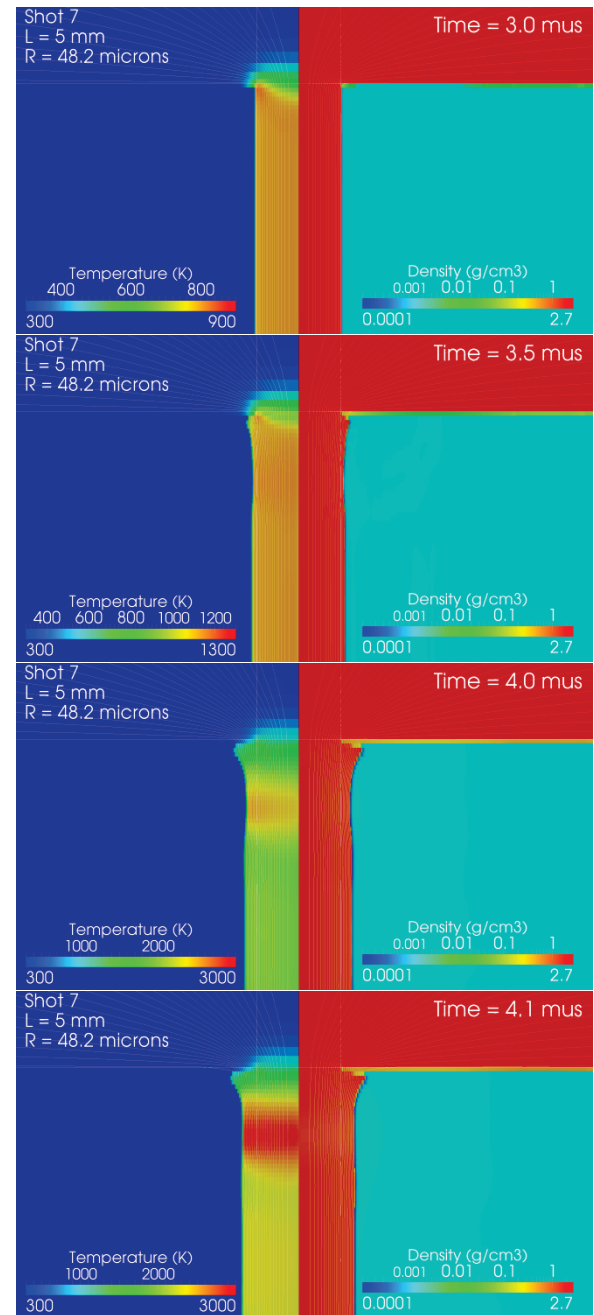 Shot 7
L = 5 mm
R = 48.2 microns
Time = 3.0 mus
Temperature (K)
400 600 800
300 900
Density (g/cm3)
0.001 0.01 0.1 1
0.0001 2.7
Shot 7
L = 5 mm
R = 48.2 microns
Time = 3.5 mus
Temperature (K)
400 600 800 1000 1200
300 1300
Density (g/cm3)
0.001 0.01 0.1 1
0.0001 2.7
Shot 7
L = 5 mm
R = 48.2 microns
Time = 4.0 mus
Temperature (K)
1000 2000
300 3000
Density (g/cm3)
0.001 0.01 0.1 1
0.0001 2.7
Shot 7
L = 5 mm
R = 48.2 microns
Time = 4.1 mus
Temperature (K)
1000 2000
300 3000
Density (g/cm3)
0.001 0.01 0.1 1
0.0001 2.7